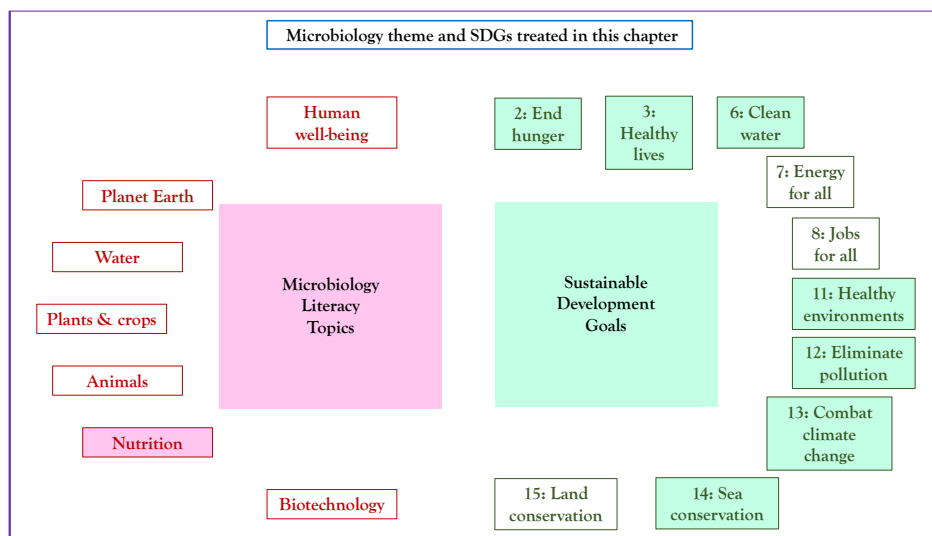 Microbiology theme and SDGs treated in this chapter
Human
well-being
Planet Earth
Water
Plants & crops
Animals
Nutrition
Biotechnology
Microbiology
Literacy
Topics
Sustainable
Development
Goals
2: End
hunger
3:
Healthy
lives
6: Clean
water
7: Energy
for all
8: Jobs
for all
11: Healthy
environments
12: Eliminate
pollution
13: Combat
climate
change
14: Sea
conservation
15: Land
conservation